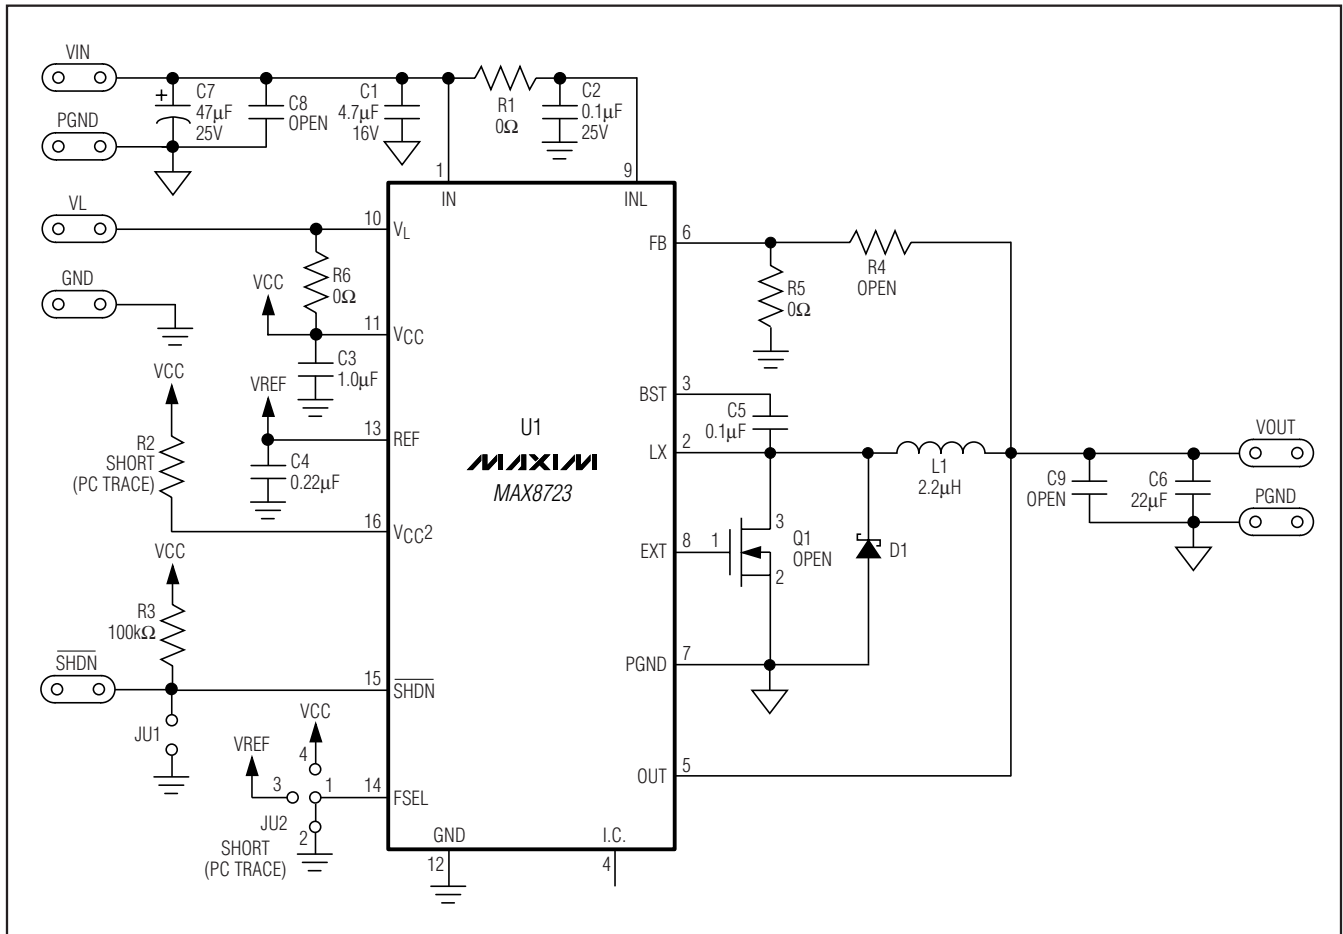 VIN
PGND
C7
47μF
25V
+
C8
OPEN
C1
4.7μF
16V
R1
0Ω
C2
0.1μF
25V
1
IN
9
INL
VL
10
VL
GND
VCC
R6
0Ω
11
VCC
C3
1.0μF
VREF
13
REF
C4
0.22μF
VCC
R2
SHORT
(PC TRACE)
16
VCC2
VCC
R3
100kΩ
SHDN
15
SHDN
JU1
VCC
4
VREF
3
1
14
FSEL
JU2
2
SHORT
(PC TRACE)
GND
12
I.C.
4
U1
MAXIM
MAX8723
FB
6
R4
OPEN
R5
0Ω
BST
3
C5
0.1μF
LX
2
L1
2.2μH
EXT
8
1
3
Q1
OPEN
2
D1
PGND
7
OUT
5
C9
OPEN
C6
22μF
VOUT
PGND